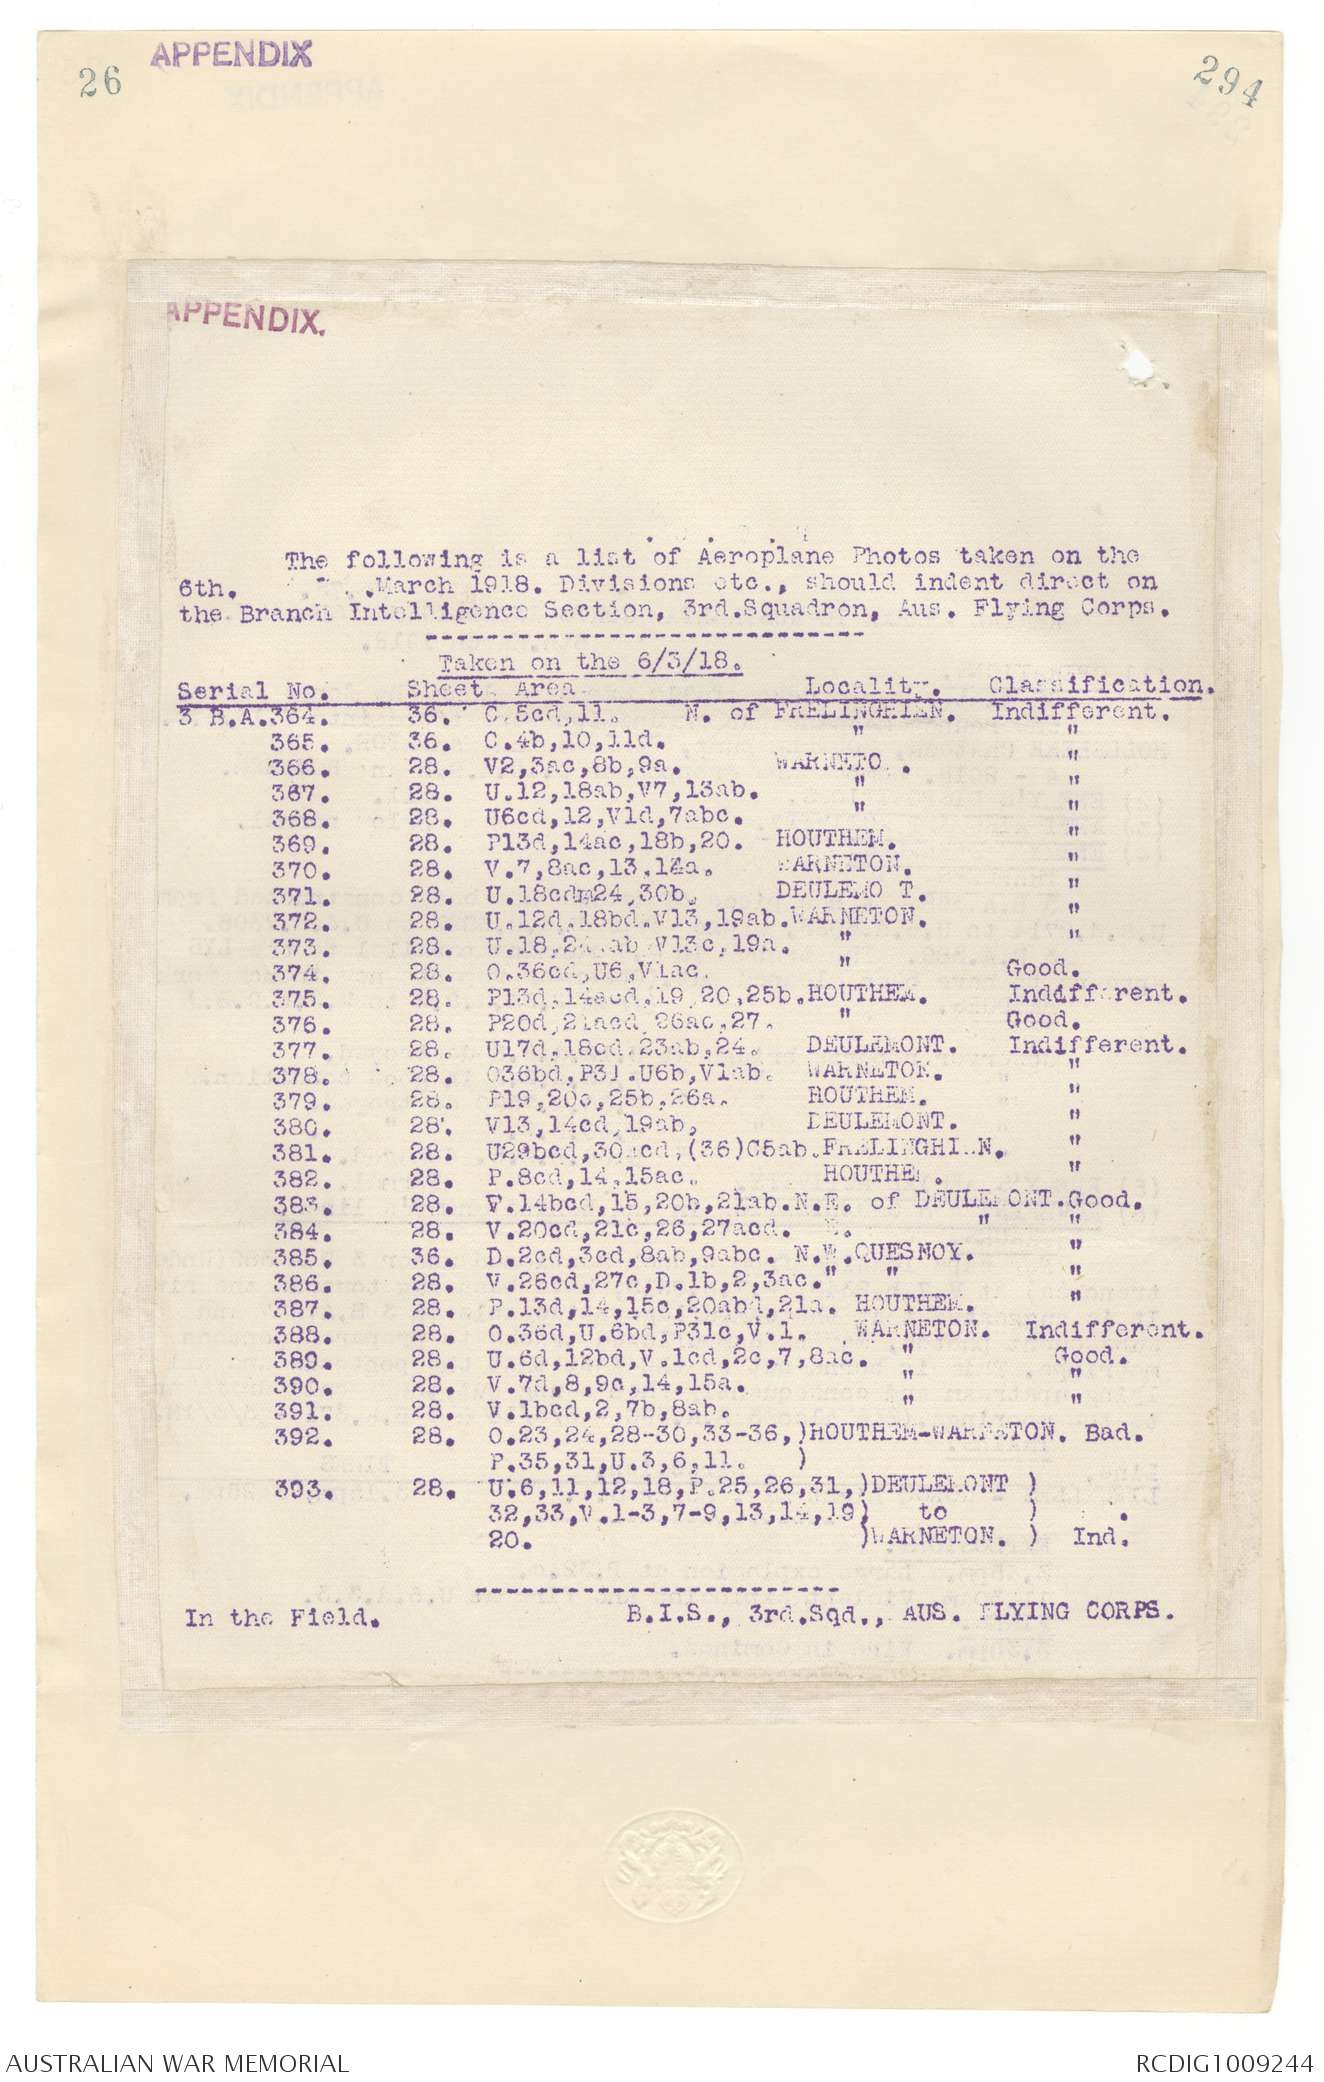 APPENDIX
26
294
APPENDIX.
The following is a list of Aeroplane Photos taken on the
6th. .March 1918. Divisions etc., should indent direct on
the Branch Intelligence Section, 3rd.Squadron, Aus. Flying Corps.
Taken on the 6/3/18.
Serial No. Sheet. Area. Locality. Classification.
3 B.A.364. 36. C.5cd,11. N. of FRELINGHIEN. Indifferent.
365. 36. C.4b,10,11d. " "
366. 28. V2,3ac,8b,9a. WARNETO . "
367. 28. U.12,18ab,V7,13ab. " "
368. 28. U6cd,12,V1d,7abc. " "
369. 28. P13d,14ac,18b,20. HOUTHEM. "
370. 28. V.7,8ac,13,14a. WARNETON. "
371. 28. U.18cdm24,30b. DEULEMO T. "
372. 28. U.12d,18bd.V13,19ab.WARNETON. "
373. 28. U.18,24.ab V13c,19a. " "
374. 28. O.36cd,U6,V1ac. " Good.
375. 28. P13d,14acd.19,20,25b.HOUTHEM. Indifferent.
376. 28. P20d,21acd,26ac,27. " Good.
377. 28. U17d,18cd.23ab,24. DEULEMONT. Indifferent.
378. 28. O36bd,P31.U6b,V1ab. WARNETON. "
379. 28. P19,20c,25b,26a. HOUTHEM. "
380. 28. V13,14cd,19ab, DEULEMONT. "
381. 28. U29bcd,30acd,(36)C5ab.FRELINGHI.N. "
382. 28. P.8cd,14,15ac. HOUTHEM. "
383. 28. V.14bcd,15,20b,21ab.N.E. of DEULEMONT.Good.
384. 28. V.20cd,21c,26,27acd. E. " "
385. 36. D.2cd,3cd,8ab,9abc. N.W.QUESNOY. "
386. 28. V.26cd,27c,D.1b,2,3ac." " "
387. 28. P.13d,14,15c,20abd,21a. HOUTHEM. "
388. 28. O.36d,U.6bd,P31c,V.1. WARNETON. Indifferent.
389. 28. U.6d,12bd,V.1cd,2c,7,8ac. " Good.
390. 28. V.7d,8,9c,14,15a. " "
391. 28. V.1bcd,2,7b,8ab. " "
392. 28. O.23,24,28-30,33-36,)HOUTHEM-WARNETON. Bad.
P.35,31,U.3,6,11. )
393. 28. U.6,11,12,18,P.25,26,31,)DEULEMONT )
32,33,V.1-3,7-9,13,14,19) to ) .
20. )WARNETON. ) Ind.
In the Field. B.I.S., 3rd.Sqd., AUS. FLYING CORPS.
AUSTRALIAN WAR MEMORIAL RCDIG1009244